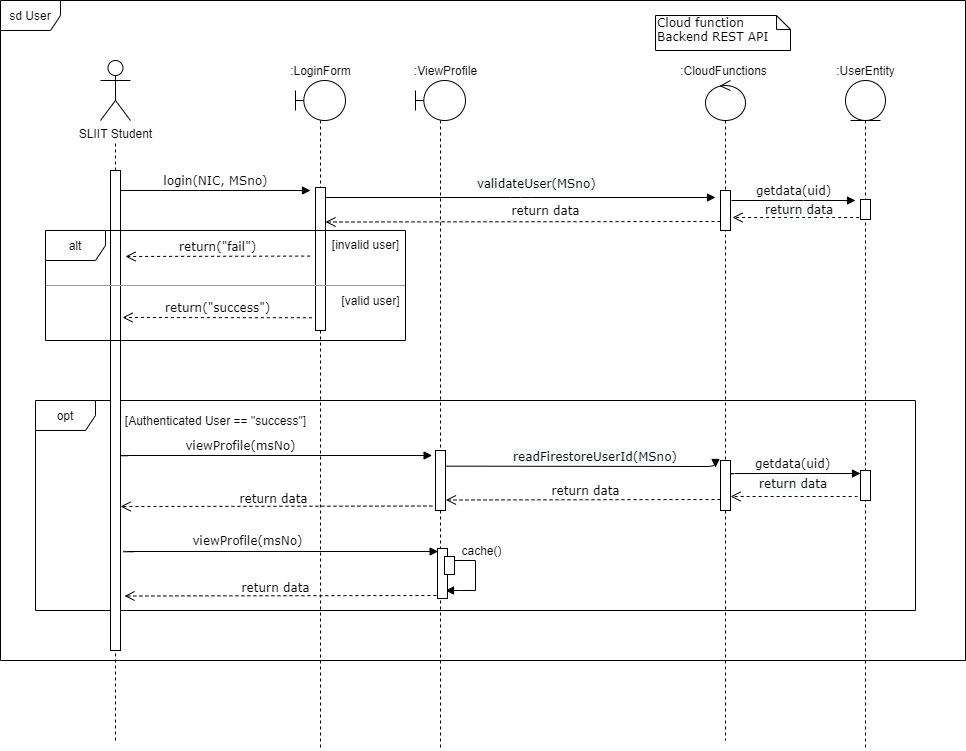 sd User
Cloud function
Backend REST API
:LoginForm
:ViewProfile
:CloudFunctions
:UserEntity
SLIIT Student
login(NIC, MSno)
validateUser(MSno)
getdata(uid)
return data
return data
alt
return("fail")
[invalid user]
return("success")
[valid user]
opt
[Authenticated User == "success"]
viewProfile(msNo)
readFirestoreUserId(MSno)
getdata(uid)
return data
return data
return data
viewProfile(msNo)
cache()
return data